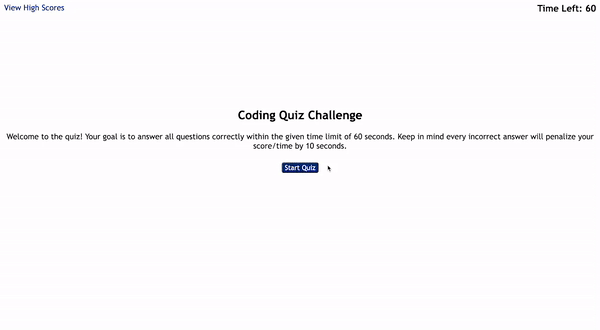 View High Scores
Time Left: 60
Coding Quiz Challenge
Welcome to the quiz! Your goal is to answer all questions correctly within the given time limit of 60 seconds. Keep in mind every incorrect answer will penalize your
score/time by 10 seconds.
Start Quiz